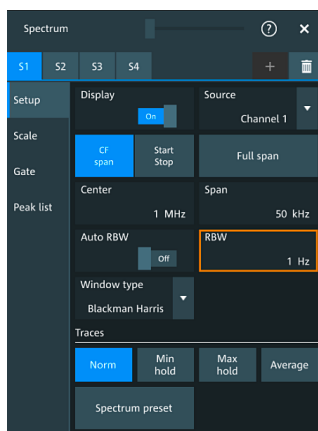 Spectrum ? ×
S1 S2 S3 S4 +
Setup
Display
On
Source
Channel 1
Scale
CF
span
Start
Stop
Full span
Gate
Center
1 MHz
Span
50 kHz
Peak list
Auto RBW
Off
RBW
1 Hz
Window type
Blackman Harris
Traces
Norm
Min
hold
Max
hold
Average
Spectrum preset